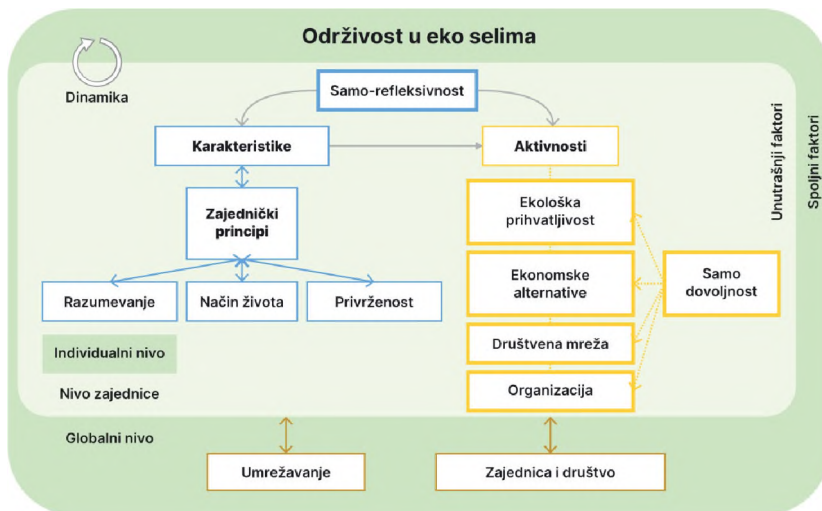 Održivost u eko selima
Dinamika
Samo-refleksivnost
Karakteristike
Aktivnosti
Unutrašnji faktori
Spoljni faktori
Zajednički
principi
Ekološka
prihvatljivost
Ekonomske
alternative
Samo
dovoljnost
Razumevanje
Način života
Privrženost
Individualni nivo
Društvena mreža
Nivo zajednice
Organizacija
Globalni nivo
Umrežavanje
Zajednica i društvo